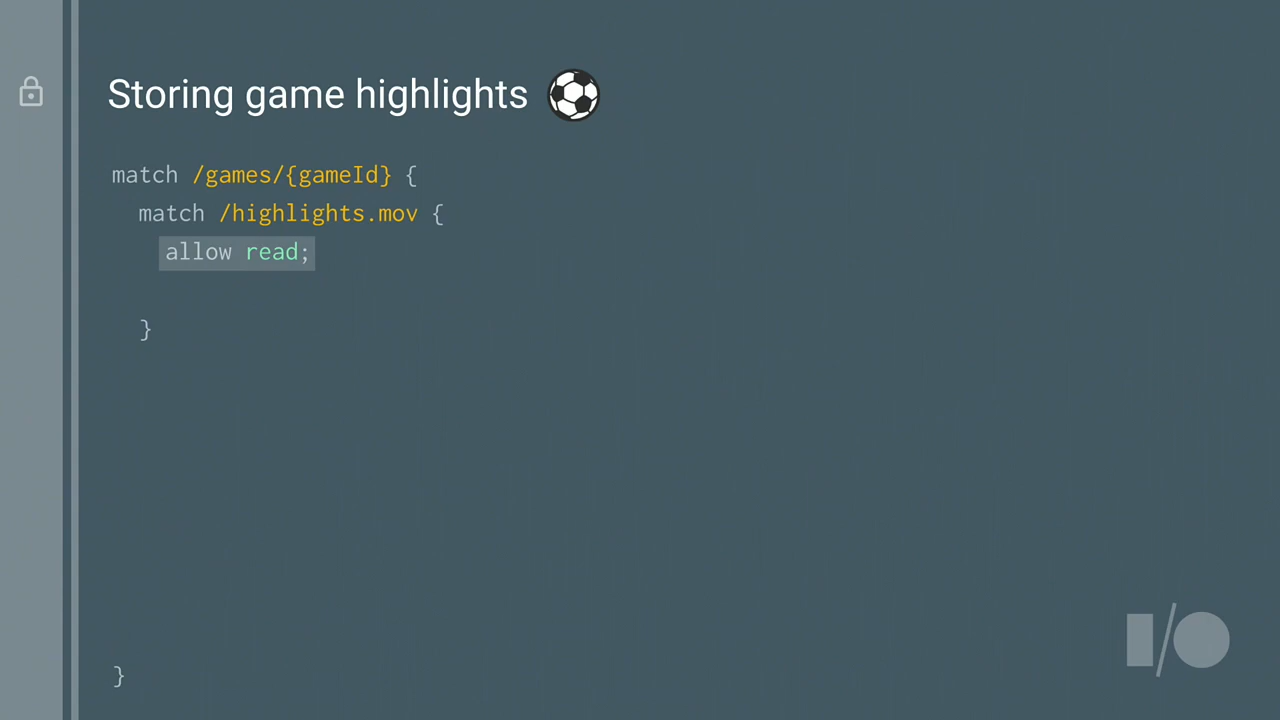 Storing game highlights
match /games/{gameId} {
match /highlights.mov {
allow read;
}
}
I/O